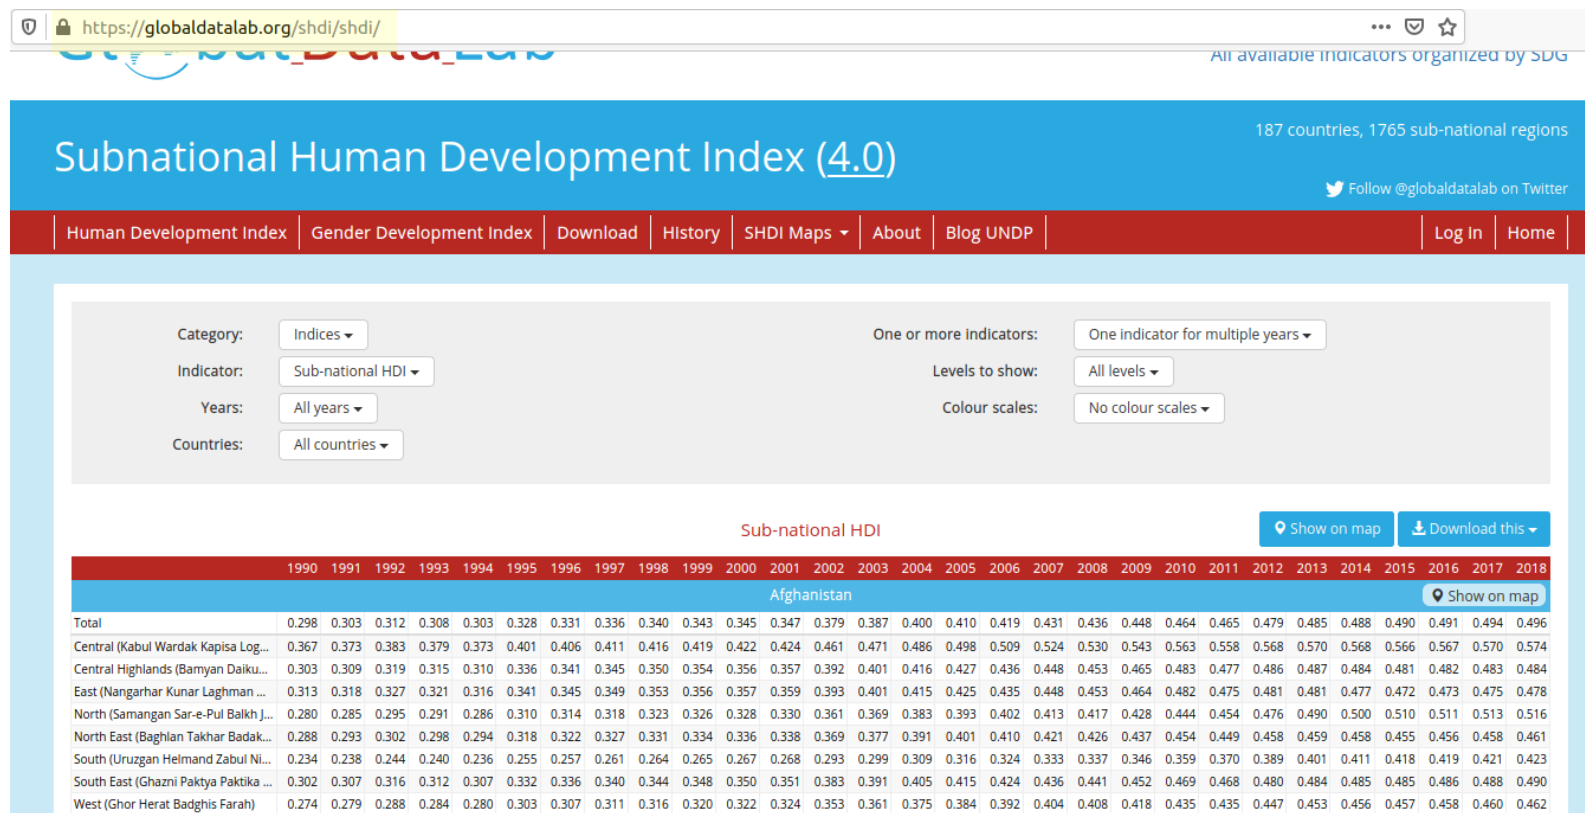 https://globaldatalab.org/shdi/shdi/
Global_Data_Lab
All available indicators organized by SDG
187 countries, 1765 sub-national regions
Subnational Human Development Index (4.0)
Follow @globaldatalab on Twitter
Human Development Index Gender Development Index Download History SHDI Maps About Blog UNDP Log In Home
Category: Indices One or more indicators: One indicator for multiple years
Indicator: Sub-national HDI Levels to show: All levels
Years: All years Colour scales: No colour scales
Countries: All countries
Sub-national HDI Show on map Download this
1990 1991 1992 1993 1994 1995 1996 1997 1998 1999 2000 2001 2002 2003 2004 2005 2006 2007 2008 2009 2010 2011 2012 2013 2014 2015 2016 2017 2018
Afghanistan Show on map
Total 0.298 0.303 0.312 0.308 0.303 0.328 0.331 0.336 0.340 0.343 0.345 0.347 0.379 0.387 0.400 0.410 0.419 0.431 0.436 0.448 0.464 0.465 0.479 0.485 0.488 0.490 0.491 0.494 0.496
Central (Kabul Wardak Kapisa Log... 0.367 0.373 0.383 0.379 0.373 0.401 0.406 0.411 0.416 0.419 0.422 0.424 0.461 0.471 0.486 0.498 0.509 0.524 0.530 0.543 0.563 0.558 0.568 0.570 0.568 0.566 0.567 0.570 0.574
Central Highlands (Bamyan Daiku... 0.303 0.309 0.319 0.315 0.310 0.336 0.341 0.345 0.350 0.354 0.356 0.357 0.392 0.401 0.416 0.427 0.436 0.448 0.453 0.465 0.483 0.477 0.486 0.487 0.484 0.481 0.482 0.483 0.484
East (Nangarhar Kunar Laghman ... 0.313 0.318 0.327 0.321 0.316 0.341 0.345 0.349 0.353 0.356 0.357 0.359 0.393 0.401 0.415 0.425 0.435 0.448 0.453 0.464 0.482 0.475 0.481 0.481 0.477 0.472 0.473 0.475 0.478
North (Samangan Sar-e-Pul Balkh J... 0.280 0.285 0.295 0.291 0.286 0.310 0.314 0.318 0.323 0.326 0.328 0.330 0.361 0.369 0.383 0.393 0.402 0.413 0.417 0.428 0.444 0.454 0.476 0.490 0.500 0.510 0.511 0.513 0.516
North East (Baghlan Takhar Badak... 0.288 0.293 0.302 0.298 0.294 0.318 0.322 0.327 0.331 0.334 0.336 0.338 0.369 0.377 0.391 0.401 0.410 0.421 0.426 0.437 0.454 0.449 0.458 0.459 0.458 0.455 0.456 0.458 0.461
South (Uruzgan Helmand Zabul Ni... 0.234 0.238 0.244 0.240 0.236 0.255 0.257 0.261 0.264 0.265 0.267 0.268 0.293 0.299 0.309 0.316 0.324 0.333 0.337 0.346 0.359 0.370 0.389 0.401 0.411 0.418 0.419 0.421 0.423
South East (Ghazni Paktya Paktika ... 0.302 0.307 0.316 0.312 0.307 0.332 0.336 0.340 0.344 0.348 0.350 0.351 0.383 0.391 0.405 0.415 0.424 0.436 0.441 0.452 0.469 0.468 0.480 0.484 0.485 0.485 0.486 0.488 0.490
West (Ghor Herat Badghis Farah) 0.274 0.279 0.288 0.284 0.280 0.303 0.307 0.311 0.316 0.320 0.322 0.324 0.353 0.361 0.375 0.384 0.392 0.404 0.408 0.418 0.435 0.435 0.447 0.453 0.456 0.457 0.458 0.460 0.462